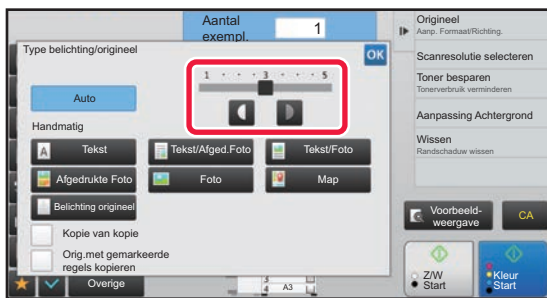 Aantal
exempl.
1
Origineel
Aanp. Formaat/Richting.
Scanresolutie selecteren
Toner besparen
Tonerverbruik verminderen
Aanpassing Achtergrond
Wissen
Randschaduw wissen
Type belichting/origineel
OK
1 · · · 3 · · · 5
Auto
Handmatig
A Tekst
Tekst/Afged.Foto
Tekst/Foto
Afgedrukte Foto
Foto
Map
Belichting origineel
Kopie van kopie
Orig.met gemarkeerde
regels kopieren
Overige
3
4
A3
Voorbeeld-
weergave
CA
Z/W
Start
Kleur
Start